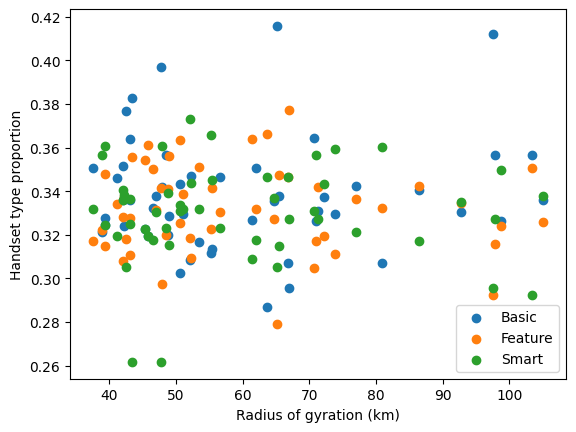 Handset type proportion
0.42
0.40
0.38
0.36
0.34
0.32
0.30
0.28
0.26
Basic
Feature
Smart
40 50 60 70 80 90 100
Radius of gyration (km)